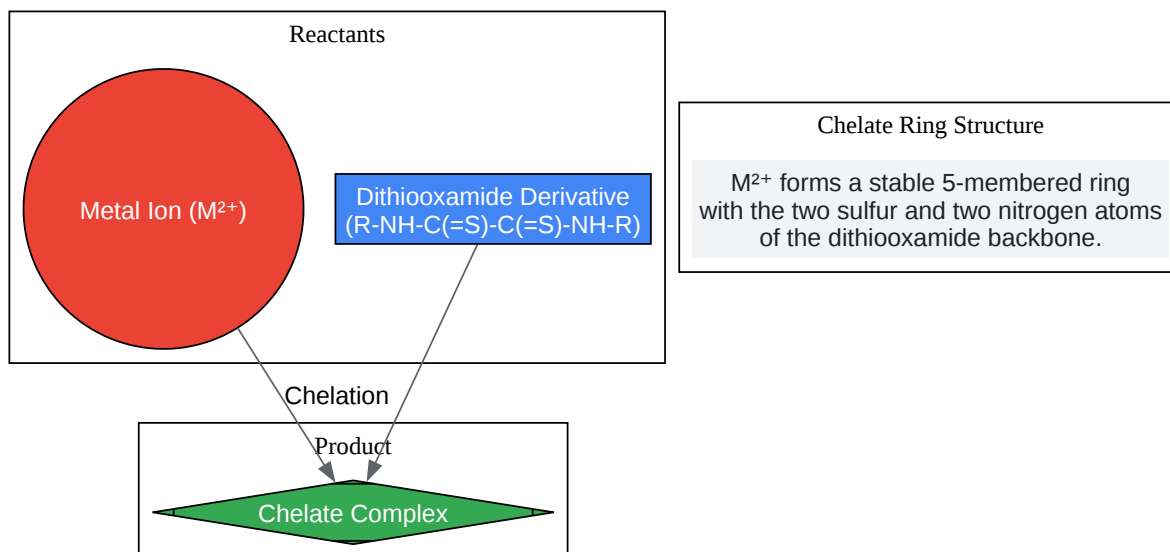 Reactants
Metal Ion (M²⁺)
Dithiooxamide Derivative
(R-NH-C(=S)-C(=S)-NH-R)
Chelate Ring Structure
M²⁺ forms a stable 5-membered ring
with the two sulfur and two nitrogen atoms
of the dithiooxamide backbone.
Chelation
Product
Chelate Complex